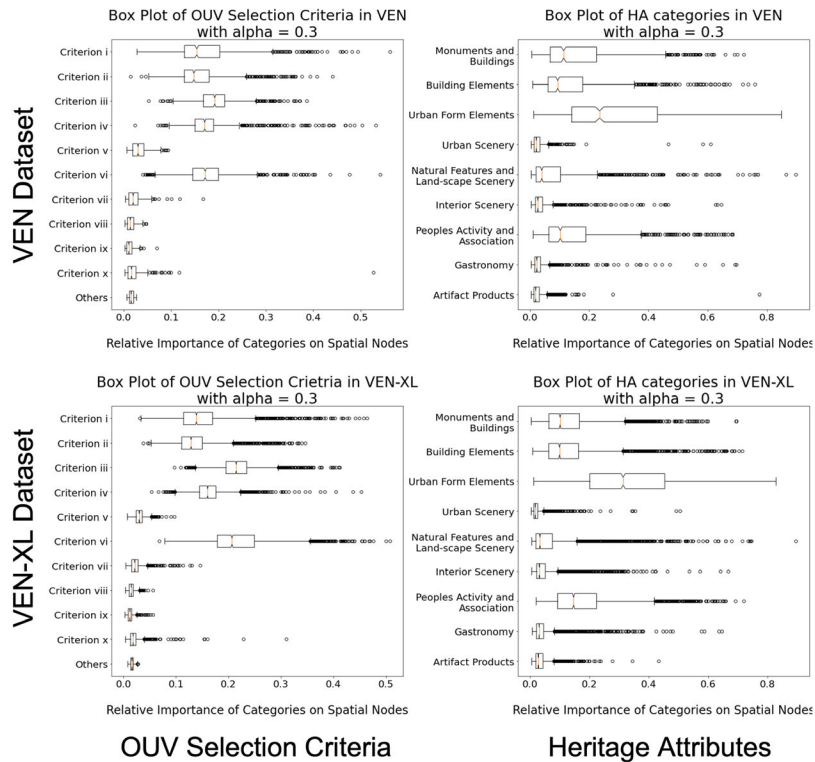 Box Plot of OUV Selection Criteria in VEN
with alpha = 0.3
VEN Dataset
Criterion i
Criterion ii
Criterion iii
Criterion iv
Criterion v
Criterion vi
Criterion vii
Criterion viii
Criterion ix
Criterion x
Others
0.0 0.1 0.2 0.3 0.4 0.5
Relative Importance of Categories on Spatial Nodes
Box Plot of HA categories in VEN
with alpha = 0.3
Monuments and
Buildings
Building Elements
Urban Form Elements
Urban Scenery
Natural Features and
Land-scape Scenery
Interior Scenery
Peoples Activity and
Association
Gastronomy
Artifact Products
0.0 0.2 0.4 0.6 0.8
Relative Importance of Categories on Spatial Nodes
Box Plot of OUV Selection Crietria in VEN-XL
with alpha = 0.3
VEN-XL Dataset
Criterion i
Criterion ii
Criterion iii
Criterion iv
Criterion v
Criterion vi
Criterion vii
Criterion viii
Criterion ix
Criterion x
Others
0.0 0.1 0.2 0.3 0.4 0.5
Relative Importance of Categories on Spatial Nodes
OUV Selection Criteria
Box Plot of HA categories in VEN-XL
with alpha = 0.3
Monuments and
Buildings
Building Elements
Urban Form Elements
Urban Scenery
Natural Features and
Land-scape Scenery
Interior Scenery
Peoples Activity and
Association
Gastronomy
Artifact Products
0.0 0.2 0.4 0.6 0.8
Relative Importance of Categories on Spatial Nodes
Heritage Attributes